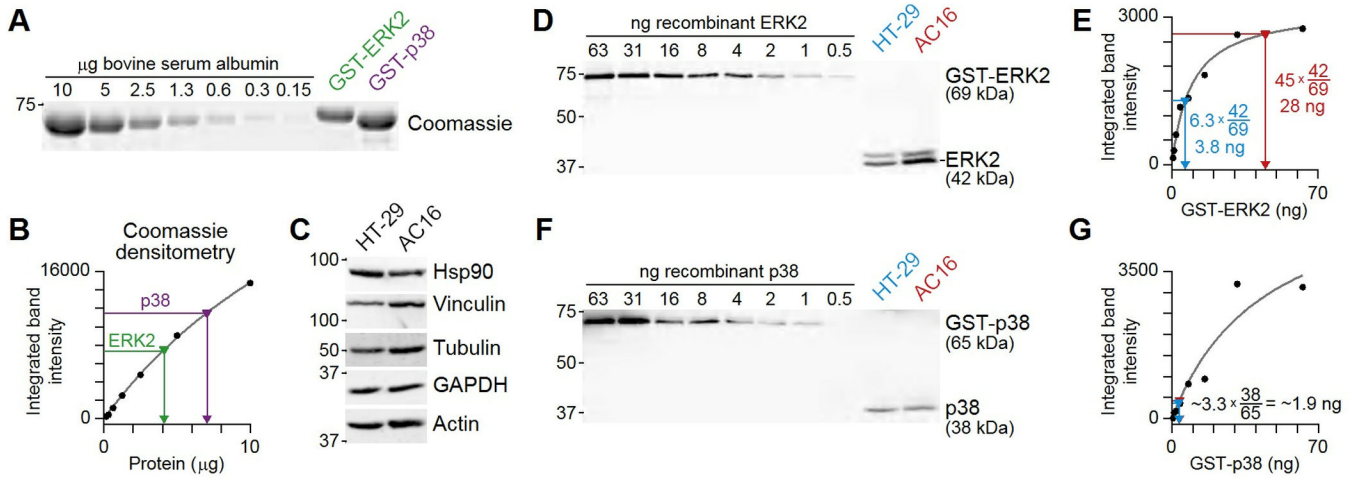 A
μg bovine serum albumin
10 5 2.5 1.3 0.6 0.3 0.15
GST-ERK2
GST-p38
75
Coomassie
B
Coomassie
densitometry
16000
Integrated band
intensity
p38
ERK2
0
0 10
Protein (μg)
C
HT-29
AC16
100
Hsp90
Vinculin
100
Tubulin
50
37
GAPDH
Actin
37
D
ng recombinant ERK2
63 31 16 8 4 2 1 0.5
HT-29
AC16
75
GST-ERK2
(69 kDa)
50
37
ERK2
(42 kDa)
E
3000
Integrated band
intensity
45 x 42/69
28 ng
6.3 x 42/69
3.8 ng
0
0 70
GST-ERK2 (ng)
F
ng recombinant p38
63 31 16 8 4 2 1 0.5
HT-29
AC16
75
GST-p38
(65 kDa)
50
37
p38
(38 kDa)
G
3500
Integrated band
intensity
~3.3 x 38/65 = ~1.9 ng
0
0 70
GST-p38 (ng)